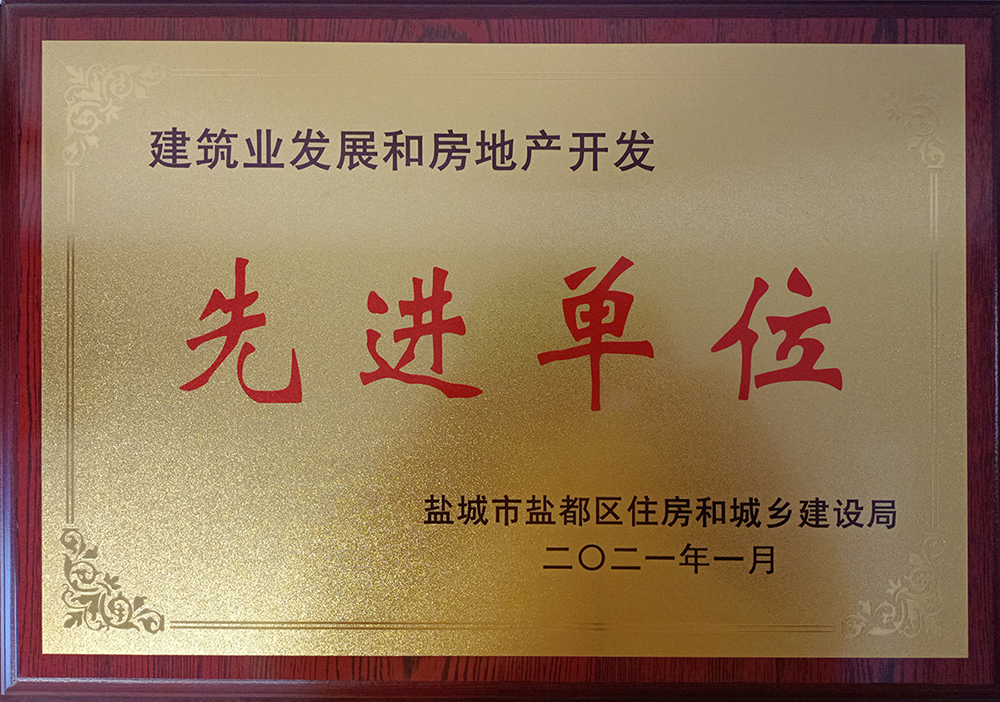 建筑业发展和房地产开发
先进单位
盐城市盐都区住房和城乡建设局
二〇二一年一月